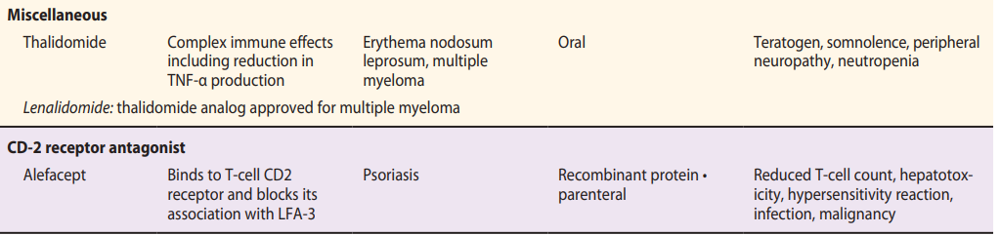 Miscellaneous
Thalidomide
Complex immune effects
including reduction in
TNF-α production
Erythema nodosum
leprosum, multiple
myeloma
Oral
Teratogen, somnolence, peripheral
neuropathy, neutropenia
Lenalidomide: thalidomide analog approved for multiple myeloma
CD-2 receptor antagonist
Alefacept
Binds to T-cell CD2
receptor and blocks its
association with LFA-3
Psoriasis
Recombinant protein •
parenteral
Reduced T-cell count, hepatotox-
icity, hypersensitivity reaction,
infection, malignancy